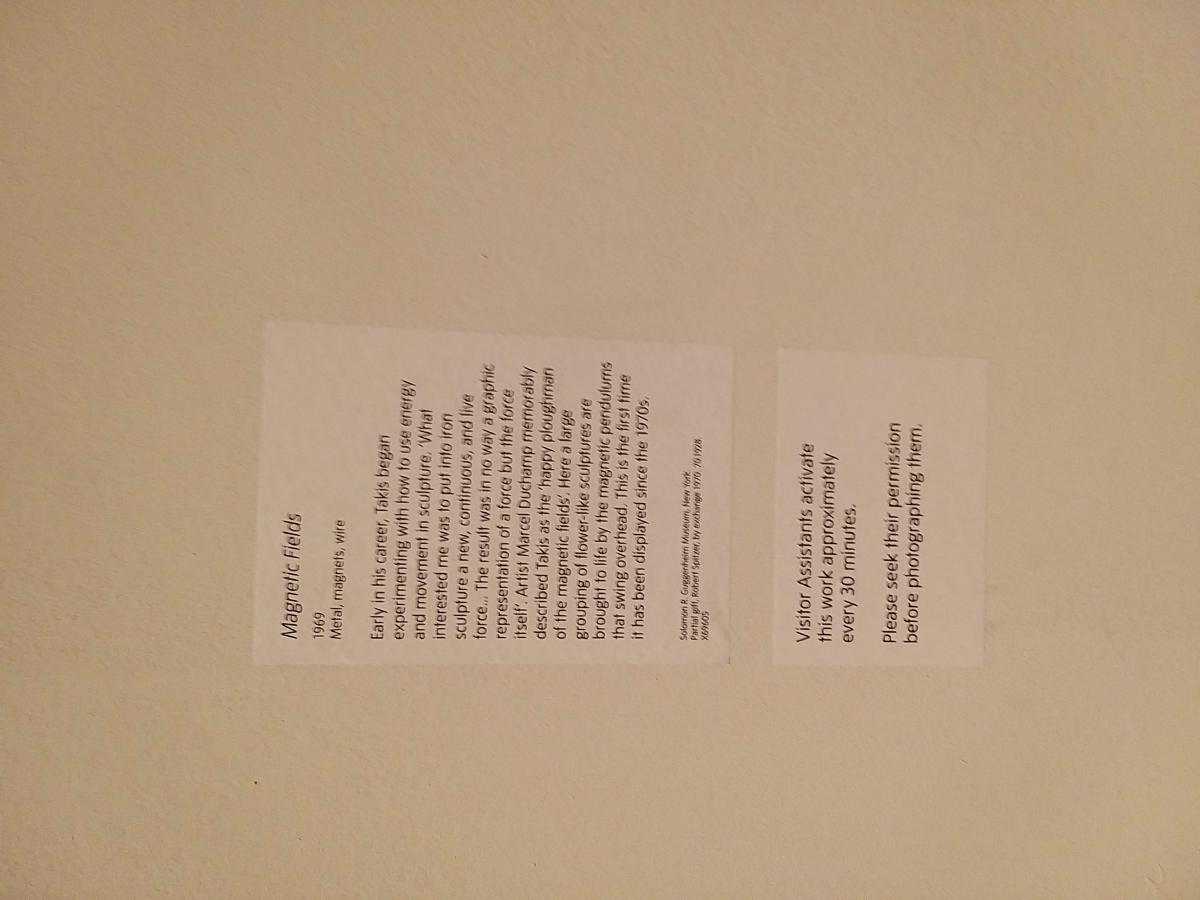 Magnetic Fields
1969
Metal, magnets, wire
Early in his career, Takis began
experimenting with how to use energy
and movement in sculpture. ‘What
interested me was to put into iron
sculpture a new, continuous, and live
force... The result was in no way a graphic
representation of a force but the force
itself’. Artist Marcel Duchamp memorably
described Takis as the ‘happy ploughman
of the magnetic fields’. Here a large
grouping of flower-like sculptures are
brought to life by the magnetic pendulums
that swing overhead. This is the first time
it has been displayed since the 1970s.
Solomon R. Guggenheim Museum, New York.
Partial gift, Robert Spitzer, by exchange 1970. 70.1928
X69605
Visitor Assistants activate
this work approximately
every 30 minutes.
Please seek their permission
before photographing them.